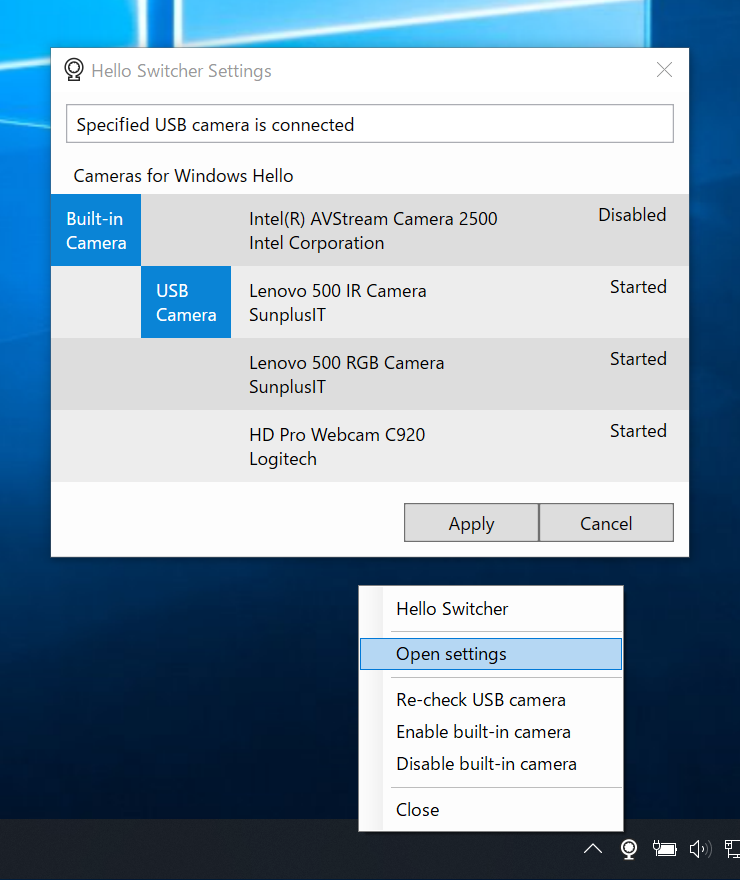 Hello Switcher Settings
Specified USB camera is connected
Cameras for Windows Hello
Built-in
Camera
Intel(R) AVStream Camera 2500
Intel Corporation
Disabled
USB
Camera
Lenovo 500 IR Camera
SunplusIT
Started
Lenovo 500 RGB Camera
SunplusIT
Started
HD Pro Webcam C920
Logitech
Started
Apply
Cancel
Hello Switcher
Open settings
Re-check USB camera
Enable built-in camera
Disable built-in camera
Close